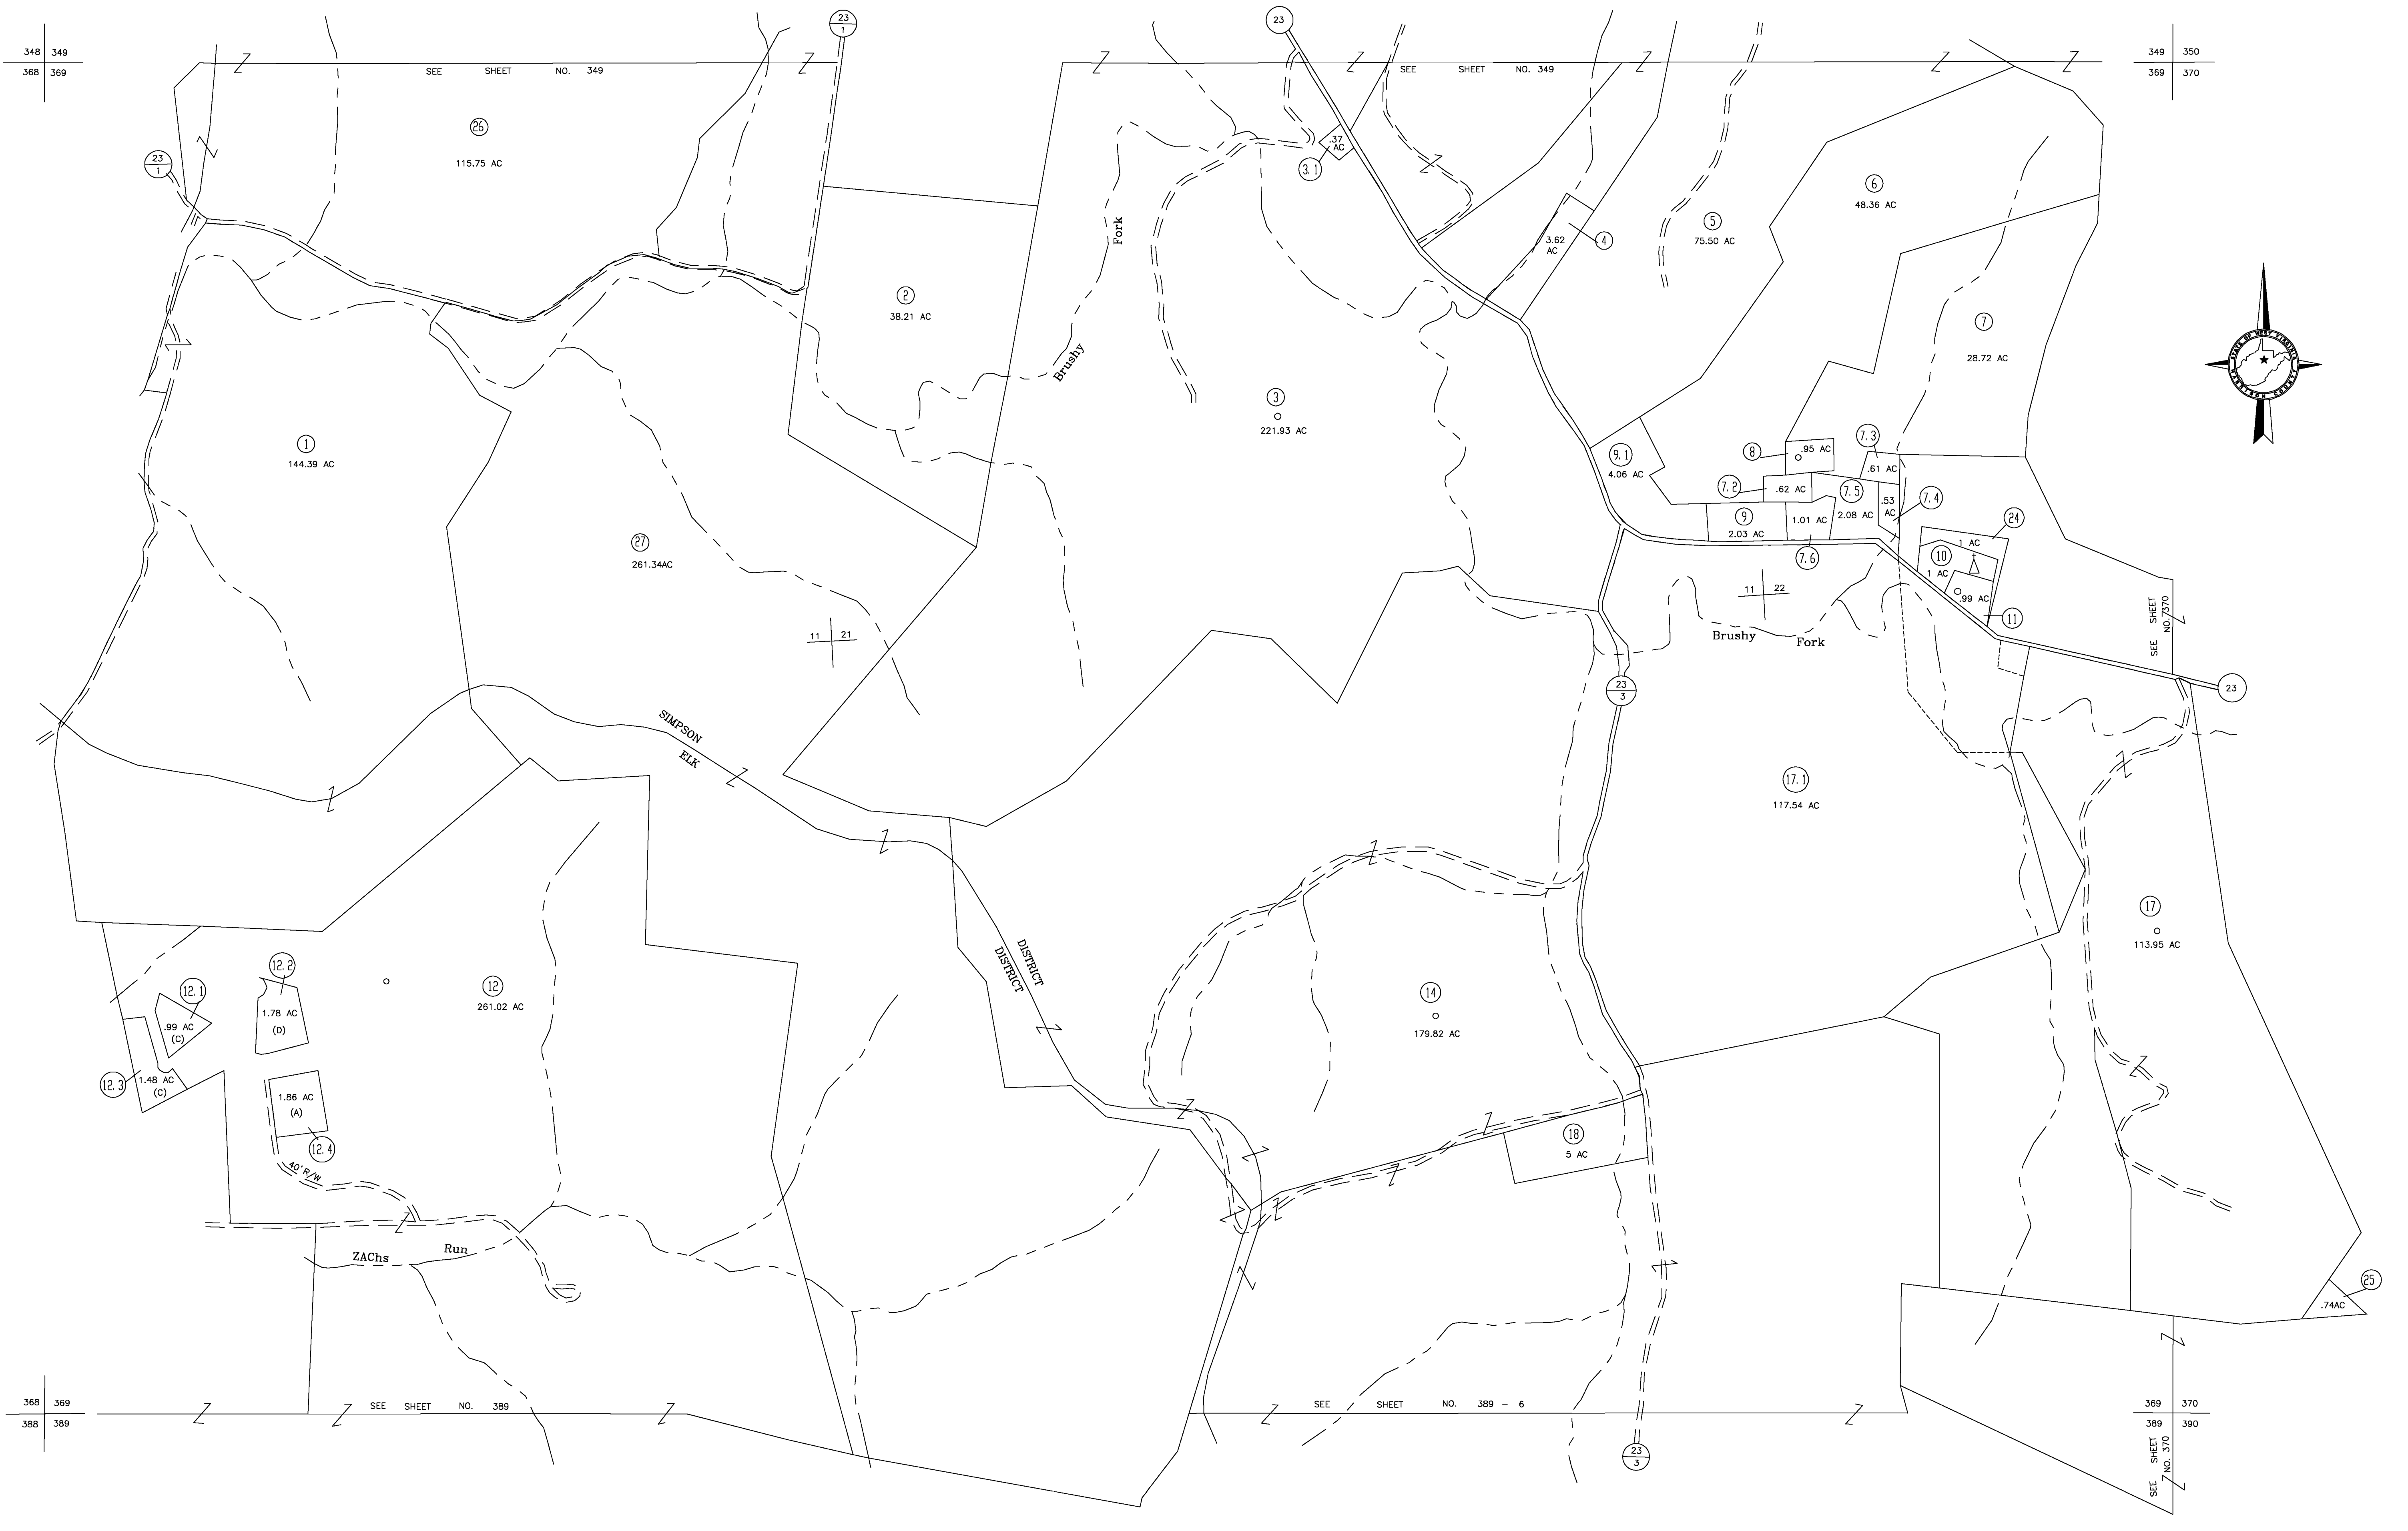 348 349
368 369
23
1
23
349 350
369 370
SEE SHEET NO. 349
SEE SHEET NO. 349
26
115.75 AC
23
1
.37
AC
3.1
6
48.36 AC
5
75.50 AC
4
3.62
AC
Fork
Brushy
2
38.21 AC
7
28.72 AC
STATE OF WEST VIRGINIA
HARRISON COUNTY
3
221.93 AC
1
144.39 AC
9.1
4.06 AC
8
.95 AC
7.3
.61 AC
7.2
.62 AC
7.5
2.08 AC
.53
AC
7.4
9
2.03 AC
1.01 AC
7.6
24
1 AC
10
1 AC
.99 AC
11
27
261.34AC
11 21
11 22
Brushy Fork
SEE SHEET
NO. 370
23
3
23
SIMPSON
ELK
17.1
117.54 AC
17
113.95 AC
DISTRICT
DISTRICT
12.2
1.78 AC
(D)
12.1
.99 AC
(C)
12
261.02 AC
14
179.82 AC
12.3
1.48 AC
(C)
1.86 AC
(A)
12.4
40' R/W
18
5 AC
ZAChs Run
25
.74AC
368 369
388 389
SEE SHEET NO. 389
SEE SHEET NO. 389 - 6
369 370
389 390
23
3
SEE SHEET
NO. 370